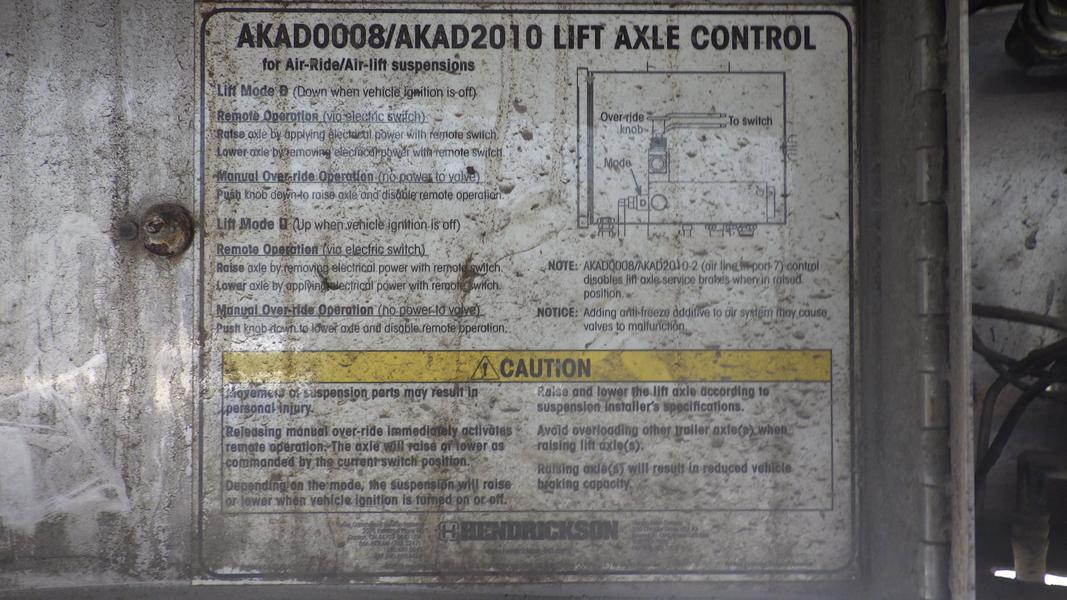 AKAD0008/AKAD2010 LIFT AXLE CONTROL
for Air-Ride/Air-lift suspensions
Lift Mode D (Down when vehicle ignition is off)
Remote Operation (via electric switch)
Raise axle by applying electrical power with remote switch.
Lower axle by removing electrical power with remote switch.
Manual Over-ride Operation (no power to valve)
Push knob down to raise axle and disable remote operation.
Lift Mode U (Up when vehicle ignition is off)
Remote Operation (via electric switch)
Raise axle by removing electrical power with remote switch.
Lower axle by applying electrical power with remote switch.
Manual Over-ride Operation (no power to valve)
Push knob down to lower axle and disable remote operation.
Over-ride
knob
To switch
Mode
NOTE: AKAD0008/AKAD2010-2 (air line in port 7) control
disables lift axle service brakes when in raised
position.
NOTICE: Adding anti-freeze additive to air system may cause
valves to malfunction.
CAUTION
Movement of suspension parts may result in
personal injury.
Releasing manual over-ride immediately activates
remote operation. The axle will raise or lower as
commanded by the current switch position.
Depending on the mode, the suspension will raise
or lower when vehicle ignition is turned on or off.
Raise and lower the lift axle according to
suspension installer's specifications.
Avoid overloading other trailer axle(s) when
raising lift axle(s).
Raising axle(s) will result in reduced vehicle
braking capacity.
HENDRICKSON